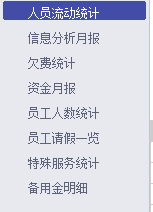 人员流动统计
信息分析月报
欠费统计
资金月报
员工人数统计
员工请假一览
特殊服务统计
备用金明细